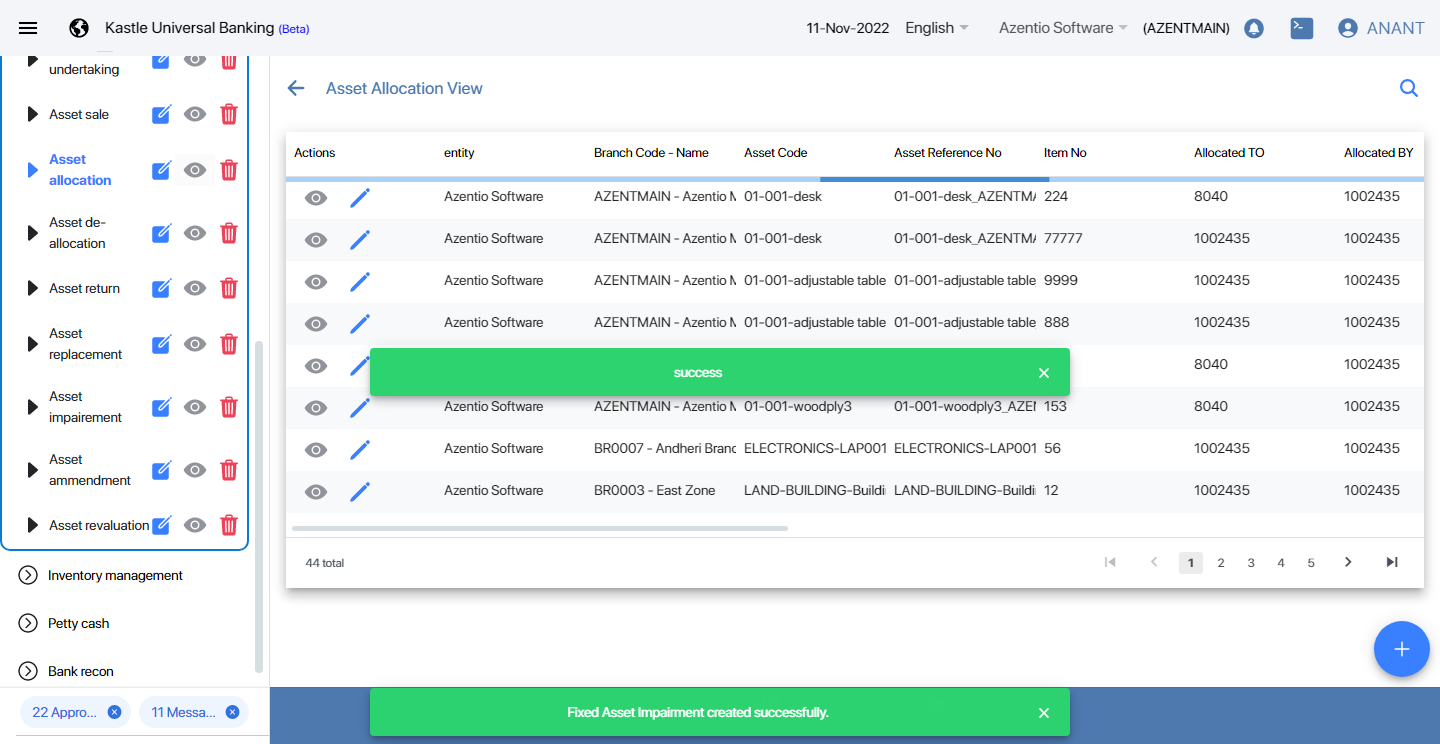 Kastle Universal Banking (Beta)
11-Nov-2022
English
Azentio Software
(AZENTMAIN)
ANANT
undertaking
Asset sale
Asset
allocation
Asset de-
allocation
Asset return
Asset
replacement
Asset
impairement
Asset
ammendment
Asset revaluation
Inventory management
Petty cash
Bank recon
22 Appro...
11 Messa...
Asset Allocation View
Actions entity Branch Code - Name Asset Code Asset Reference No Item No Allocated TO Allocated BY
Azentio Software AZENTMAIN - Azentio M 01-001-desk 01-001-desk_AZENTMA 224 8040 1002435
Azentio Software AZENTMAIN - Azentio M 01-001-desk 01-001-desk_AZENTMA 77777 1002435 1002435
Azentio Software AZENTMAIN - Azentio M 01-001-adjustable table 01-001-adjustable table 9999 1002435 1002435
Azentio Software AZENTMAIN - Azentio M 01-001-adjustable table 01-001-adjustable table 888 1002435 1002435
8040 1002435
success
Azentio Software AZENTMAIN - Azentio M 01-001-woodply3 01-001-woodply3_AZEN 153 8040 1002435
Azentio Software BR0007 - Andheri Branc ELECTRONICS-LAP001 ELECTRONICS-LAP001 56 1002435 1002435
Azentio Software BR0003 - East Zone LAND-BUILDING-Buildi LAND-BUILDING-Buildi 12 1002435 1002435
44 total
1 2 3 4 5
Fixed Asset Impairment created successfully.